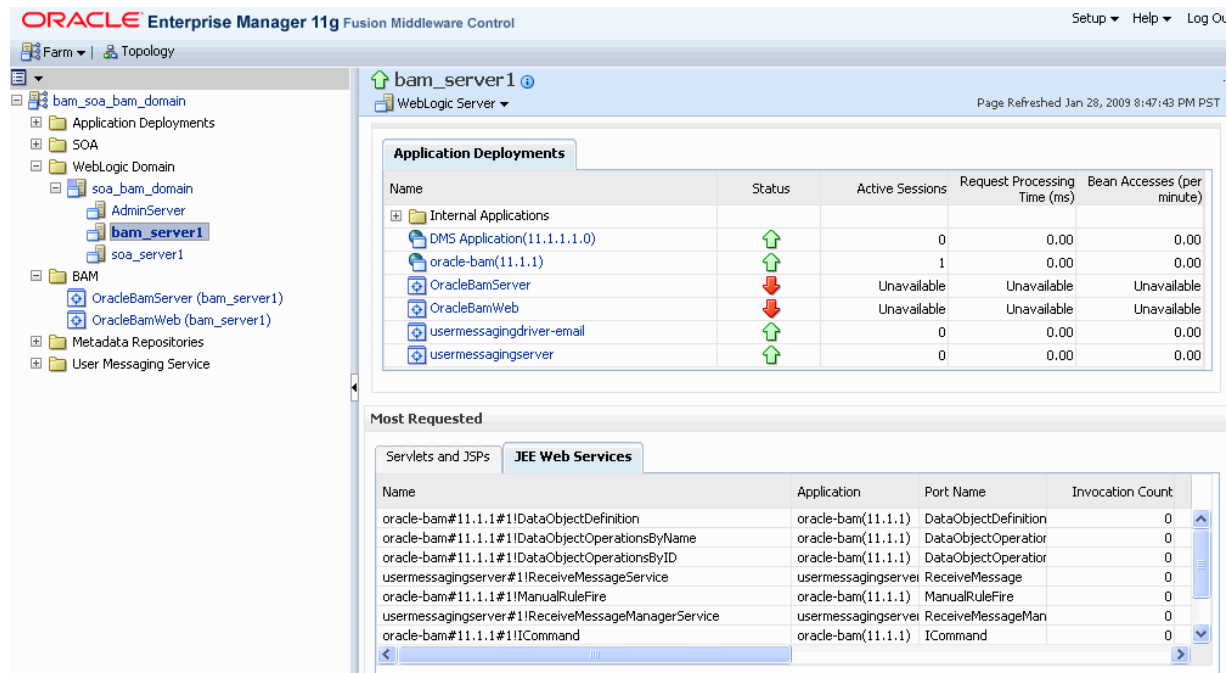 ORACLE Enterprise Manager 11g Fusion Middleware Control
Setup Help Log Ou
Farm | Topology
bam_soa_bam_domain
Application Deployments
SOA
WebLogic Domain
soa_bam_domain
AdminServer
bam_server1
soa_server1
BAM
OracleBamServer (bam_server1)
OracleBamWeb (bam_server1)
Metadata Repositories
User Messaging Service
bam_server1
WebLogic Server
Page Refreshed Jan 28, 2009 8:47:43 PM PST
Application Deployments
Name Status Active Sessions Request Processing Time (ms) Bean Accesses (per minute)
Internal Applications
DMS Application(11.1.1.1.0) 0 0.00 0.00
oracle-bam(11.1.1) 1 0.00 0.00
OracleBamServer Unavailable Unavailable Unavailable
OracleBamWeb Unavailable Unavailable Unavailable
usermessagingdriver-email 0 0.00 0.00
usermessagingserver 0 0.00 0.00
Most Requested
Servlets and JSPs JEE Web Services
Name Application Port Name Invocation Count
oracle-bam#11.1.1#1!DataObjectDefinition oracle-bam(11.1.1) DataObjectDefinition 0
oracle-bam#11.1.1#1!DataObjectOperationsByName oracle-bam(11.1.1) DataObjectOperation 0
oracle-bam#11.1.1#1!DataObjectOperationsByID oracle-bam(11.1.1) DataObjectOperation 0
usermessagingserver#1!ReceiveMessageService usermessagingserver ReceiveMessage 0
oracle-bam#11.1.1#1!ManualRuleFire oracle-bam(11.1.1) ManualRuleFire 0
usermessagingserver#1!ReceiveMessageManagerService usermessagingserver ReceiveMessageMan 0
oracle-bam#11.1.1#1!ICommand oracle-bam(11.1.1) ICommand 0